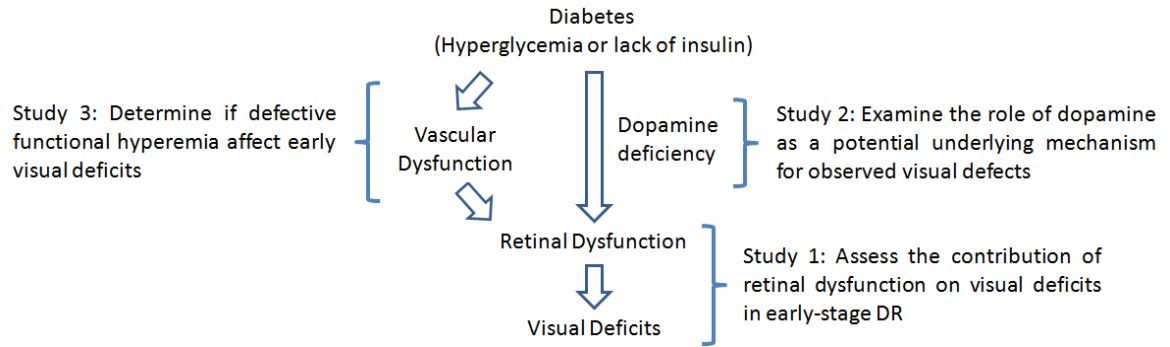 Diabetes
(Hyperglycemia or lack of insulin)
Study 3: Determine if defective
functional hyperemia affect early
visual deficits
Vascular
Dysfunction
Dopamine
deficiency
Study 2: Examine the role of dopamine
as a potential underlying mechanism
for observed visual defects
Retinal Dysfunction
Study 1: Assess the contribution of
retinal dysfunction on visual deficits
in early-stage DR
Visual Deficits